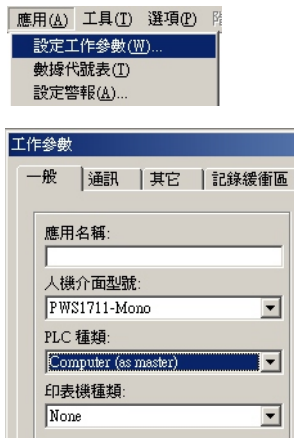 應用(A) 工具(T) 選項(P)
設定工作參數(W)...
數據代號表(T)
設定警報(A)...
工作參數
一般 通訊 其它 記錄緩衝區
應用名稱:
人機介面型號:
PWS1711-Mono
PLC 種類:
Computer (as master)
印表機種類:
None